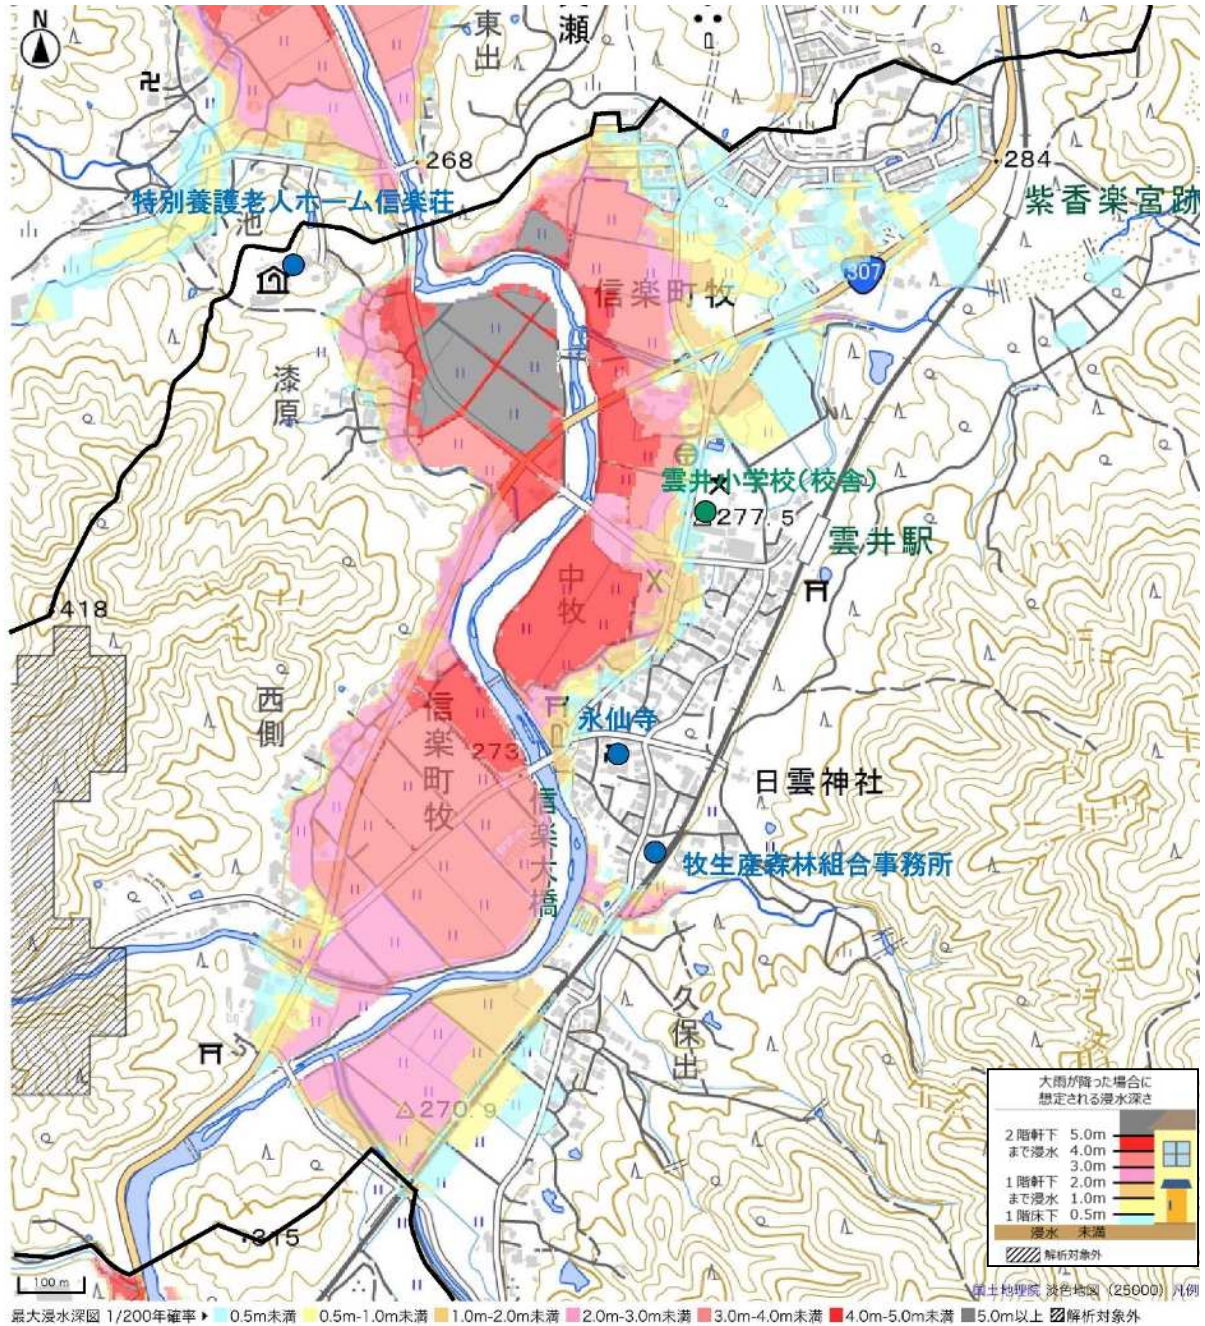 N
東出
瀬
268
284
特別養護老人ホーム信楽荘
池
紫香楽宮跡
307
信楽町牧
漆原
雲井小学校(校舎)
277.5
雲井駅
中牧
418
西側
信楽町牧
永仙寺
273
日雲神社
信楽大橋
牧生産森林組合事務所
久保出
270.9
315
100 m
大雨が降った場合に
想定される浸水深さ
2階軒下 5.0m
まで浸水 4.0m
3.0m
1階軒下 2.0m
まで浸水 1.0m
1階床下 0.5m
浸水 未満
解析対象外
国土地理院 淡色地図 (25000) 凡例
最大浸水深図 1/200年確率 ▶ 0.5m未満 0.5m-1.0m未満 1.0m-2.0m未満 2.0m-3.0m未満 3.0m-4.0m未満 4.0m-5.0m未満 5.0m以上 解析対象外